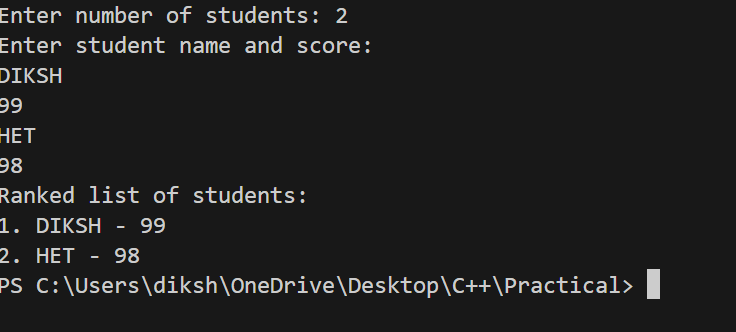 Enter number of students: 2
Enter student name and score:
DIKSH
99
HET
98
Ranked list of students:
1. DIKSH - 99
2. HET - 98
PS C:\Users\diksh\OneDrive\Desktop\C++\Practical>